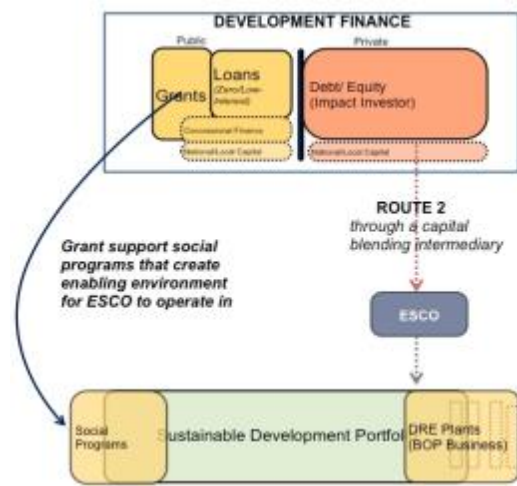 DEVELOPMENT FINANCE
Public
Private
Grants
Loans
(Zero/Low-
Interest)
Debt/ Equity
(Impact Investor)
Concessional Finance
National/Local Capital
National/Local Capital
ROUTE 2
through a capital
blending intermediary
Grant support social
programs that create
enabling environment
for ESCO to operate in
ESCO
Social
Programs
Sustainable Development Portfol
DRE Plants
(BOP Business)